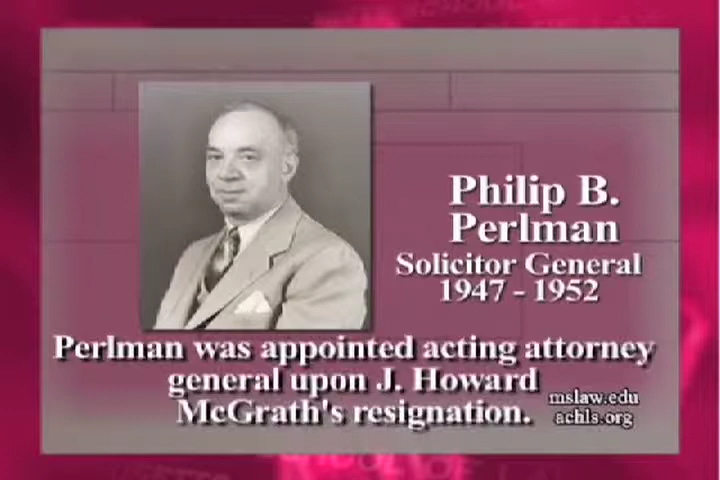 Philip B.
Perlman
Solicitor General
1947 - 1952
Perlman was appointed acting attorney
general upon J. Howard
McGrath's resignation.
mslaw.edu
achls.org